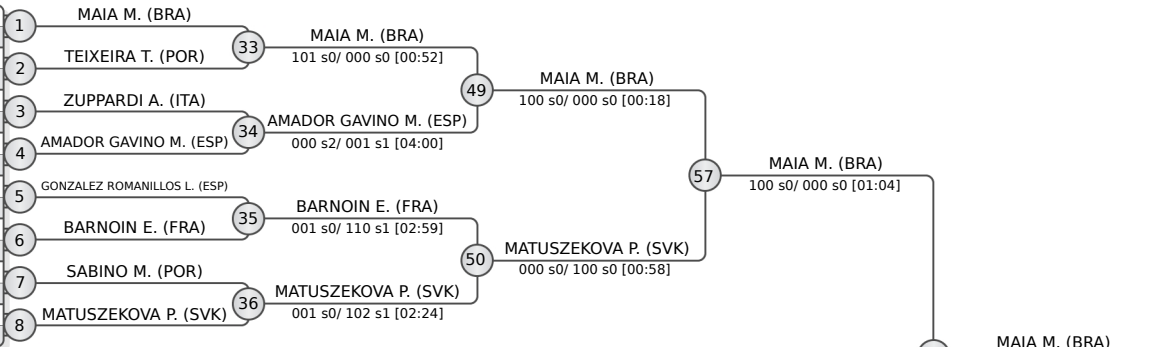 1
MAIA M. (BRA)
2
TEIXEIRA T. (POR)
33
MAIA M. (BRA)
101 s0/ 000 s0 [00:52]
3
ZUPPARDI A. (ITA)
4
AMADOR GAVINO M. (ESP)
34
AMADOR GAVINO M. (ESP)
000 s2/ 001 s1 [04:00]
49
MAIA M. (BRA)
100 s0/ 000 s0 [00:18]
5
GONZALEZ ROMANILLOS L. (ESP)
6
BARNOIN E. (FRA)
35
BARNOIN E. (FRA)
001 s0/ 110 s1 [02:59]
7
SABINO M. (POR)
8
MATUSZEKOVA P. (SVK)
36
MATUSZEKOVA P. (SVK)
001 s0/ 102 s1 [02:24]
50
MATUSZEKOVA P. (SVK)
000 s0/ 100 s0 [00:58]
57
MAIA M. (BRA)
100 s0/ 000 s0 [01:04]
MAIA M. (BRA)